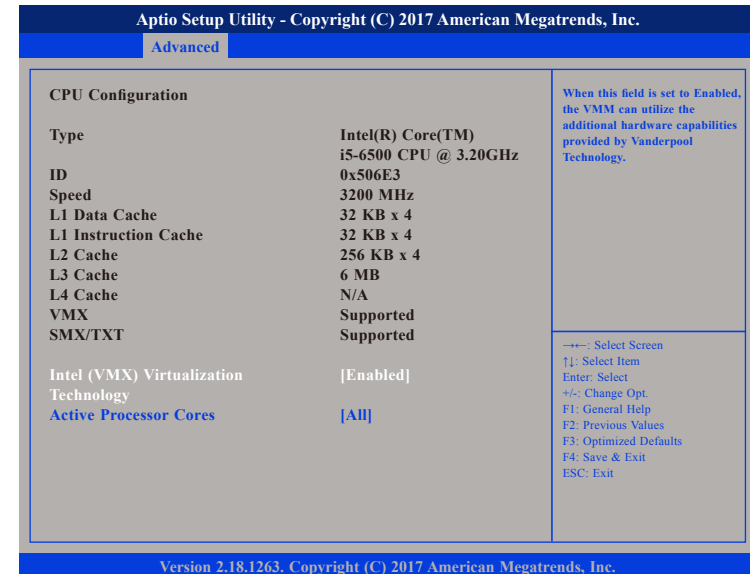 Aptio Setup Utility - Copyright (C) 2017 American Megatrends, Inc.
Advanced
CPU Configuration
Type Intel(R) Core(TM)
i5-6500 CPU @ 3.20GHz
ID 0x506E3
Speed 3200 MHz
L1 Data Cache 32 KB x 4
L1 Instruction Cache 32 KB x 4
L2 Cache 256 KB x 4
L3 Cache 6 MB
L4 Cache N/A
VMX Supported
SMX/TXT Supported
Intel (VMX) Virtualization [Enabled]
Technology
Active Processor Cores [All]
When this field is set to Enabled,
the VMM can utilize the
additional hardware capabilities
provided by Vanderpool
Technology.
→←: Select Screen
↑↓: Select Item
Enter: Select
+/-: Change Opt.
F1: General Help
F2: Previous Values
F3: Optimized Defaults
F4: Save & Exit
ESC: Exit
Version 2.18.1263. Copyright (C) 2017 American Megatrends, Inc.